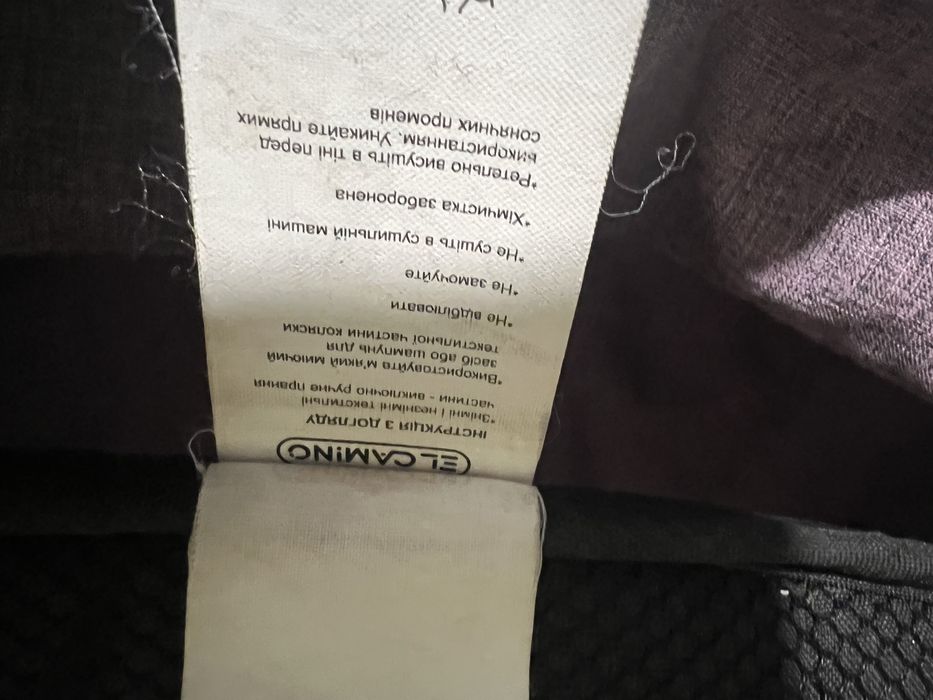 EL CAMINO
ІНСТРУКЦІЯ З ДОГЛЯДУ
*Знімні і незнімні текстильні
частини - виключно ручне прання
*Використовуйте м'який миючий
засіб або шампунь для
текстильної частини коляски
*Не відбілювати
*Не замочуйте
*Не сушіть в сушильній машині
*Хімчистка заборонена
*Ретельно висушіть в тіні перед
використанням. Уникайте прямих
сонячних променів